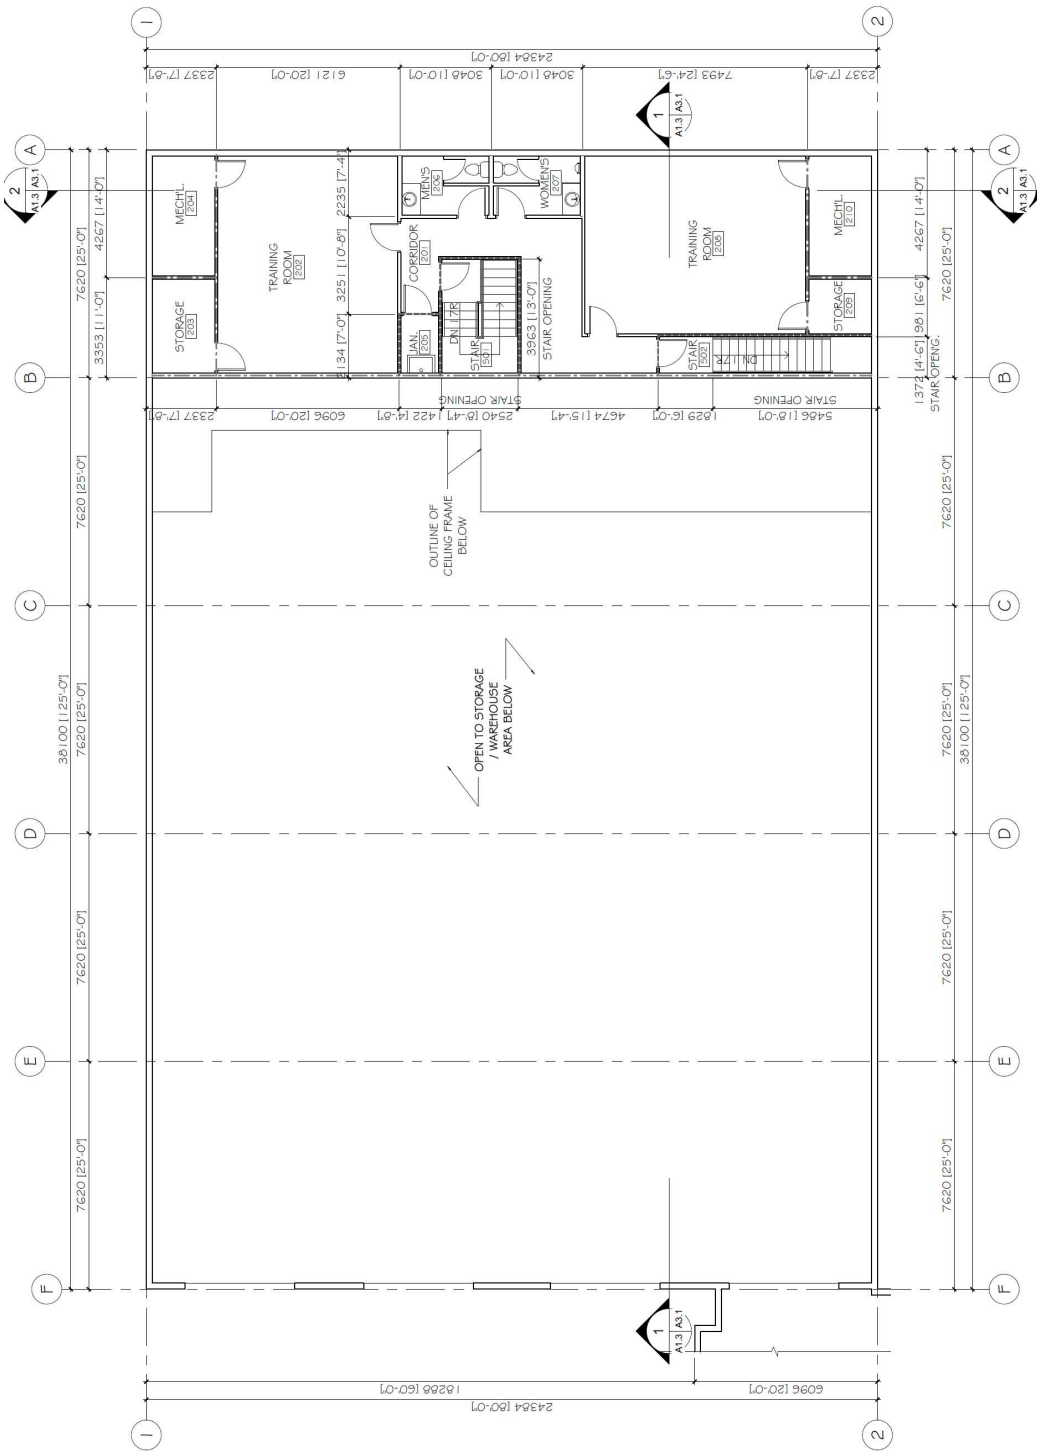 1
2
24384 [80'-0"]
2337 [7'-8"]
6121 [20'-0"]
3048 [10'-0"]
3048 [10'-0"]
7493 [24'-6"]
2337 [7'-8"]
1
A1.3
A3.1
A
A
2
A1.3
A3.1
2
A1.3
A3.1
MECH'L.
204
STORAGE
203
TRAINING
ROOM
202
2235 [7'-4"]
3251 [10'-8"]
2134 [7'-0"]
MEN'S
206
WOMEN'S
207
CORRIDOR
201
JAN.
205
DN 17R
STAIR
S01
3963 [13'-0"]
STAIR OPENING
TRAINING
ROOM
208
MECH'L.
210
STORAGE
209
STAIR
S02
DN 17R
4267 [14'-0"]
3353 [11'-0"]
7620 [25'-0"]
4267 [14'-0"]
1981 [6'-6"]
1372 [4'-6"]
STAIR OPEN'G.
7620 [25'-0"]
B
B
STAIR OPENING
STAIR OPENING
2337 [7'-8"]
6096 [20'-0"]
1422 [4'-8"]
2540 [8'-4"]
4674 [15'-4"]
1829 [6'-0"]
5486 [18'-0"]
OUTLINE OF
CEILING FRAME
BELOW
7620 [25'-0"]
7620 [25'-0"]
C
C
OPEN TO STORAGE
/ WAREHOUSE
AREA BELOW
38100 [125'-0"]
7620 [25'-0"]
7620 [25'-0"]
38100 [125'-0"]
D
D
7620 [25'-0"]
7620 [25'-0"]
E
E
7620 [25'-0"]
7620 [25'-0"]
F
F
1
A1.3
A3.1
18288 [60'-0"]
6096 [20'-0"]
24384 [80'-0"]
1
2